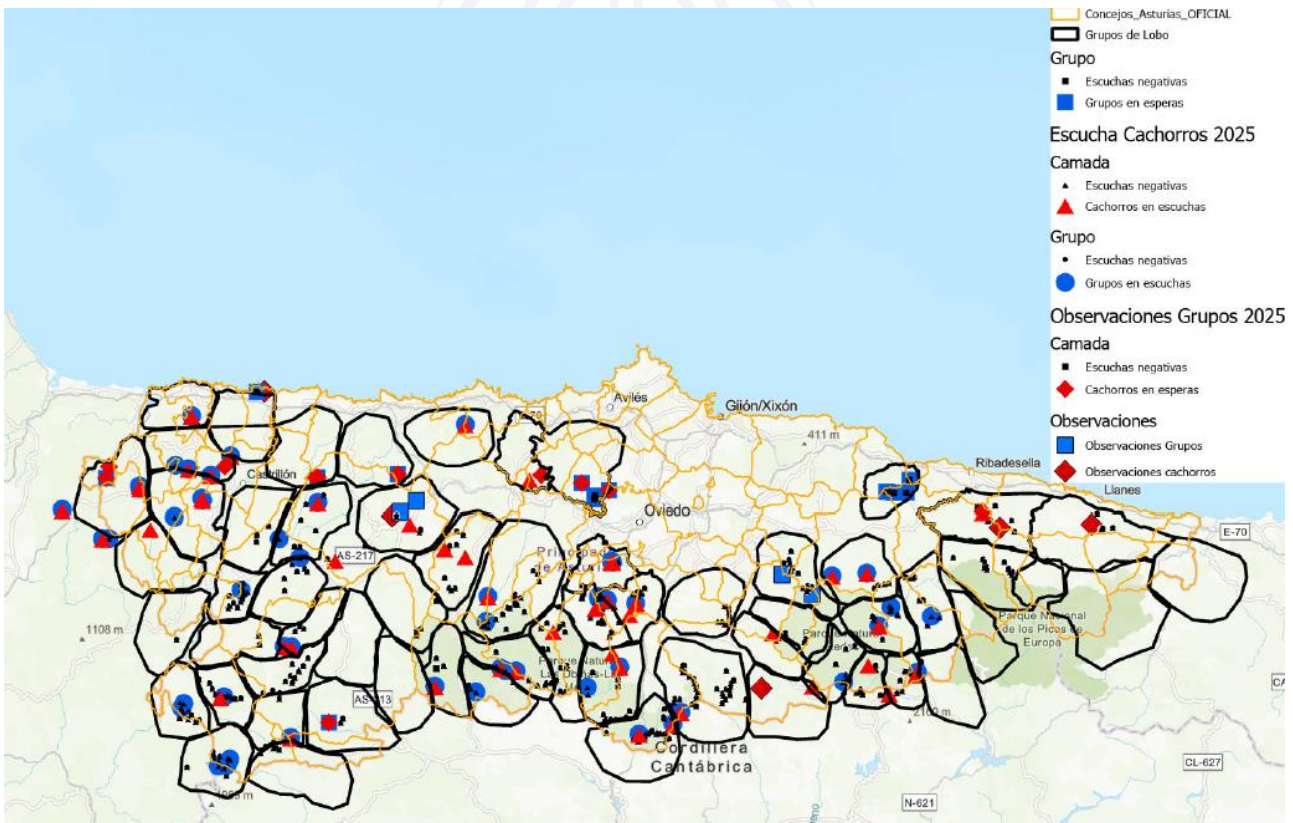 Concejos_Asturias_OFICIAL
Grupos de Lobo
Grupo
Escuchas negativas
Grupos en esperas
Escucha Cachorros 2025
Camada
Escuchas negativas
Cachorros en escuchas
Grupo
Escuchas negativas
Grupos en escuchas
Observaciones Grupos 2025
Camada
Escuchas negativas
Cachorros en esperas
Observaciones
Observaciones Grupos
Observaciones cachorros
Avilés
Gijón/Xixón
411 m
Ribadesella
Llanes
Castrillón
Oviedo
E-70
AS-217
1108 m
Parque Nacional
de los Picos de
Europa
AS-213
Cordillera
Cantábrica
CL-627
N-621